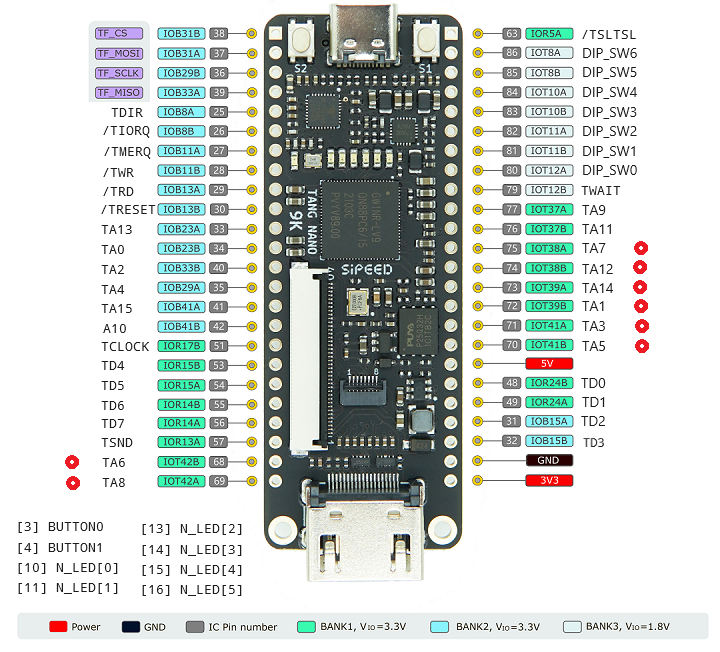 TF_CS IOB31B 38
TF_MOSI IOB31A 37
TF_SCLK IOB29B 36
TF_MISO IOB33A 39
TDIR IOB8A 25
/TIORQ IOB8B 26
/TMERQ IOB11A 27
/TWR IOB11B 28
/TRD IOB13A 29
/TRESET IOB13B 30
TA13 IOB23A 33
TA0 IOB23B 34
TA2 IOB33B 40
TA4 IOB29A 35
TA15 IOB41A 41
A10 IOB41B 42
TCLOCK IOR17B 51
TD4 IOR15B 53
TD5 IOR15A 54
TD6 IOR14B 55
TD7 IOR14A 56
TSND IOR13A 57
TA6 IOT42B 68
TA8 IOT42A 69
S2 S1
TANG NANO
9K
SiPEED
1 8
63 IOR5A /TSLTSL
86 IOT8A DIP_SW6
85 IOT8B DIP_SW5
84 IOT10A DIP_SW4
83 IOT10B DIP_SW3
82 IOT11A DIP_SW2
81 IOT11B DIP_SW1
80 IOT12A DIP_SW0
79 IOT12B TWAIT
77 IOT37A TA9
76 IOT37B TA11
75 IOT38A TA7
74 IOT38B TA12
73 IOT39A TA14
72 IOT39B TA1
71 IOT41A TA3
70 IOT41B TA5
5V
48 IOR24B TD0
49 IOR24A TD1
31 IOB15A TD2
32 IOB15B TD3
GND
3V3
[3] BUTTON0
[4] BUTTON1
[10] N_LED[0]
[11] N_LED[1]
[13] N_LED[2]
[14] N_LED[3]
[15] N_LED[4]
[16] N_LED[5]
Power GND IC Pin number BANK1, VIO=3.3V BANK2, VIO=3.3V BANK3, VIO=1.8V